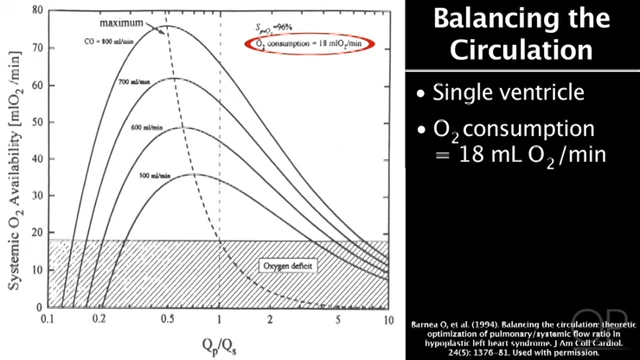 80
70
60
50
40
30
20
10
0
Systemic O2 Availability [mlO2 /min]
maximum
CO = 800 ml/min
700 ml/min
600 ml/min
500 ml/min
O2 consumption = 18 mlO2/min
=96%
Oxygen deficit
0.1 0.2 0.5 1 2 5 10
Qp/Qs
Balancing the
Circulation
• Single ventricle
• O2 consumption
= 18 mL O2 /min
Barnea O, et al. (1994). Balancing the circulation: theoretic
optimization of pulmonary/systemic flow ratio in
hypoplastic left heart syndrome. J Am Coll Cardiol.
24(5): 1376-81. Used with permission.